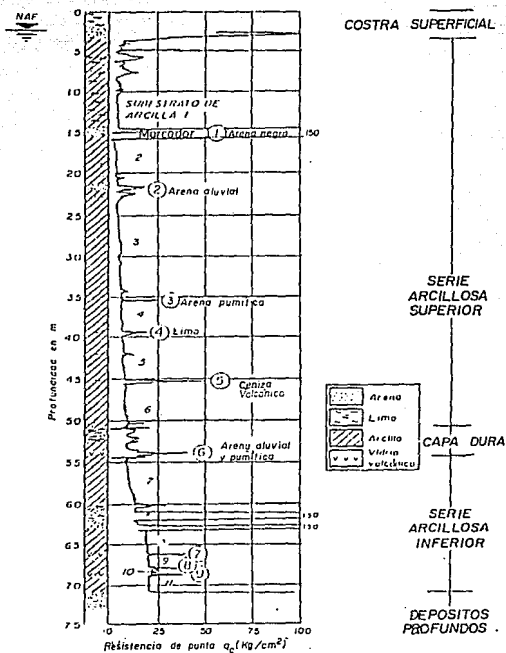 NAF
0
5
10
15
20
25
30
35
40
45
50
55
60
65
70
75
Profundidad en m
SUBESTRATO DE
ARCILLA 1
Marcador
1
Arena negra
150
2
2
Arena aluvial
3
3
Arena pumítica
4
4
Limo
5
5
Ceniza
Volcánica
6
Arena aluvial
y pumítica
6
7
150
150
7
9
8
10
9
11
0
25
50
75
100
Resistencia de punta qc (Kg/cm²)
Arena
Limo
Arcilla
Vidrio
volcánico
COSTRA SUPERFICIAL
SERIE
ARCILLOSA
SUPERIOR
CAPA DURA
SERIE
ARCILLOSA
INFERIOR
DEPOSITOS
PROFUNDOS